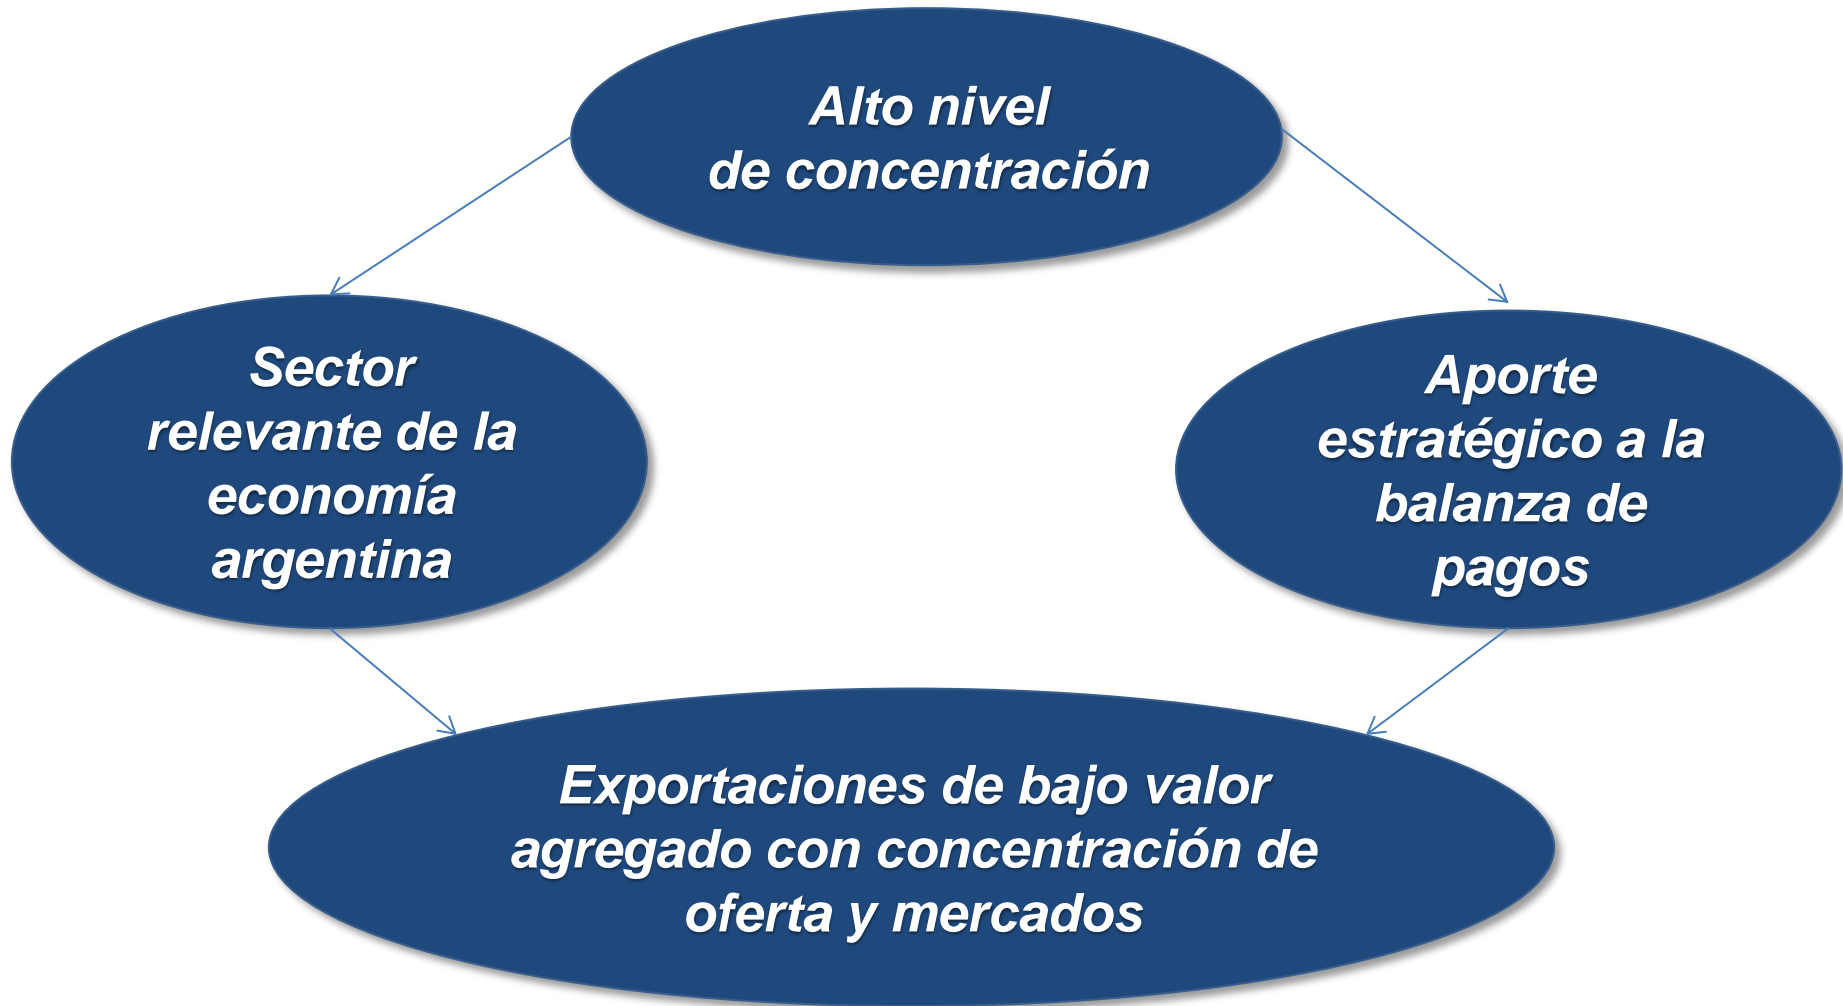 Alto nivel
de concentración
Sector
relevante de la
economía
argentina
Aporte
estratégico a la
balanza de
pagos
Exportaciones de bajo valor
agregado con concentración de
oferta y mercados